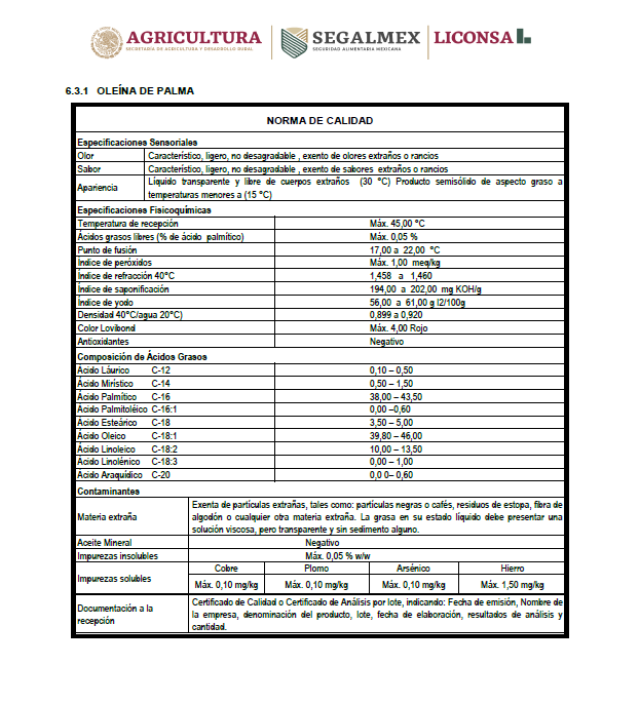 AGRICULTURA
SECRETARÍA DE AGRICULTURA Y DESARROLLO RURAL
SEGALMEX
SEGURIDAD ALIMENTARIA MEXICANA
LICONSA
6.3.1 OLEÍNA DE PALMA
NORMA DE CALIDAD
Especificaciones Sensoriales
Olor Característico, ligero, no desagradable , exento de olores extraños o rancios
Sabor Característico, ligero, no desagradable , exento de sabores extraños o rancios
Apariencia Líquido transparente y libre de cuerpos extraños (30 °C) Producto semisólido de aspecto graso a
temperaturas menores a (15 °C)
Especificaciones Fisicoquímicas
Temperatura de recepción Máx. 45,00 °C
Ácidos grasos libres (% de ácido palmítico) Máx. 0,05 %
Punto de fusión 17,00 a 22,00 °C
Índice de peróxidos Máx. 1,00 meq/kg
Índice de refracción 40°C 1,458 a 1,460
Índice de saponificación 194,00 a 202,00 mg KOH/g
Índice de yodo 56,00 a 61,00 g I2/100g
Densidad 40°C/agua 20°C) 0,899 a 0,920
Color Lovibond Máx. 4,00 Rojo
Antioxidantes Negativo
Composición de Ácidos Grasos
Ácido Láurico C-12 0,10 – 0,50
Ácido Mirístico C-14 0,50 – 1,50
Ácido Palmítico C-16 38,00 – 43,50
Ácido Palmitoléico C-16:1 0,00 –0,60
Ácido Esteárico C-18 3,50 – 5,00
Ácido Oleico C-18:1 39,80 – 46,00
Ácido Linoleico C-18:2 10,00 – 13,50
Ácido Linolénico C-18:3 0,00 – 1,00
Ácido Araquídico C-20 0,0 0– 0,60
Contaminantes
Materia extraña Exenta de partículas extrañas, tales como: partículas negras o cafés, residuos de estopa, fibra de
algodón o cualquier otra materia extraña. La grasa en su estado líquido debe presentar una
solución viscosa, pero transparente y sin sedimento alguno.
Aceite Mineral Negativo
Impurezas insolubles Máx. 0,05 % w/w
Impurezas solubles Cobre Plomo Arsénico Hierro
Máx. 0,10 mg/kg Máx. 0,10 mg/kg Máx. 0,10 mg/kg Máx. 1,50 mg/kg
Documentación a la recepción Certificado de Calidad o Certificado de Análisis por lote, indicando: Fecha de emisión, Nombre de
la empresa, denominación del producto, lote, fecha de elaboración, resultados de análisis y
cantidad.